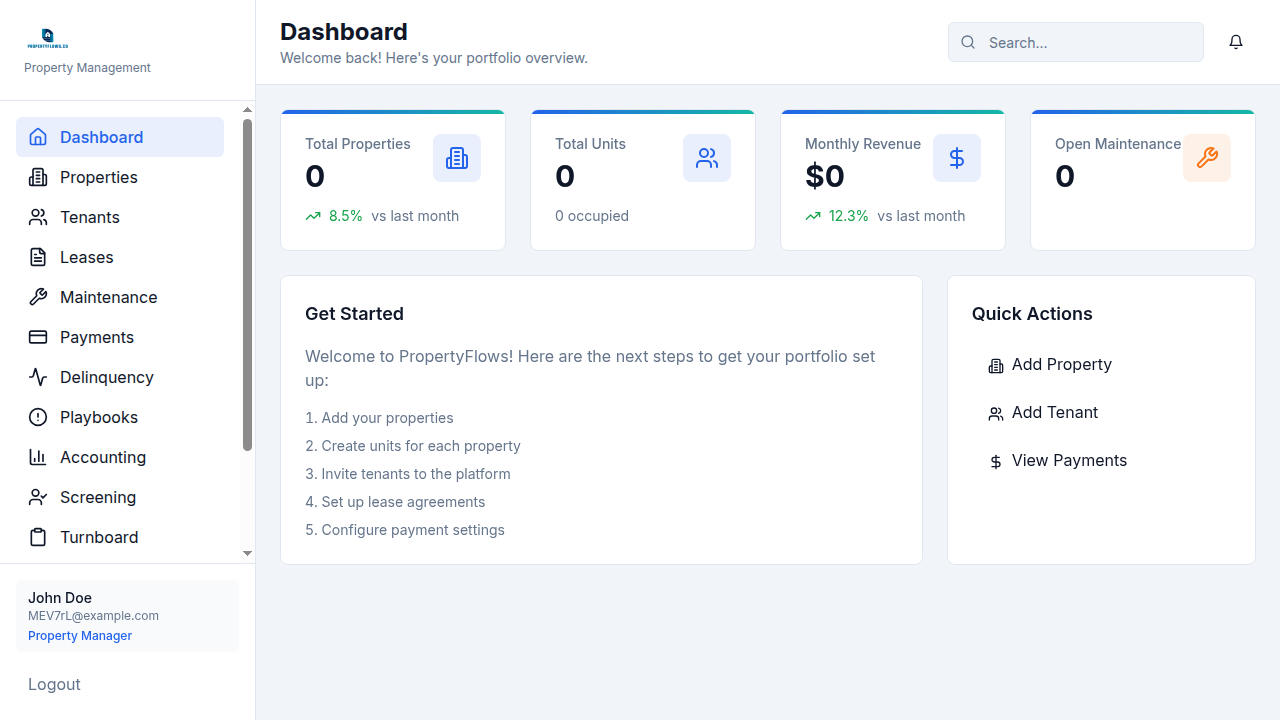 PROPERTYFLOWS.CO
Property Management
Dashboard
Properties
Tenants
Leases
Maintenance
Payments
Delinquency
Playbooks
Accounting
Screening
Turnboard
John Doe
MEV7rL@example.com
Property Manager
Logout
Dashboard
Welcome back! Here's your portfolio overview.
Search...
Total Properties
0
8.5% vs last month
Total Units
0
0 occupied
Monthly Revenue
$0
12.3% vs last month
Open Maintenance
0
Get Started
Welcome to PropertyFlows! Here are the next steps to get your portfolio set
up:
1. Add your properties
2. Create units for each property
3. Invite tenants to the platform
4. Set up lease agreements
5. Configure payment settings
Quick Actions
Add Property
Add Tenant
View Payments